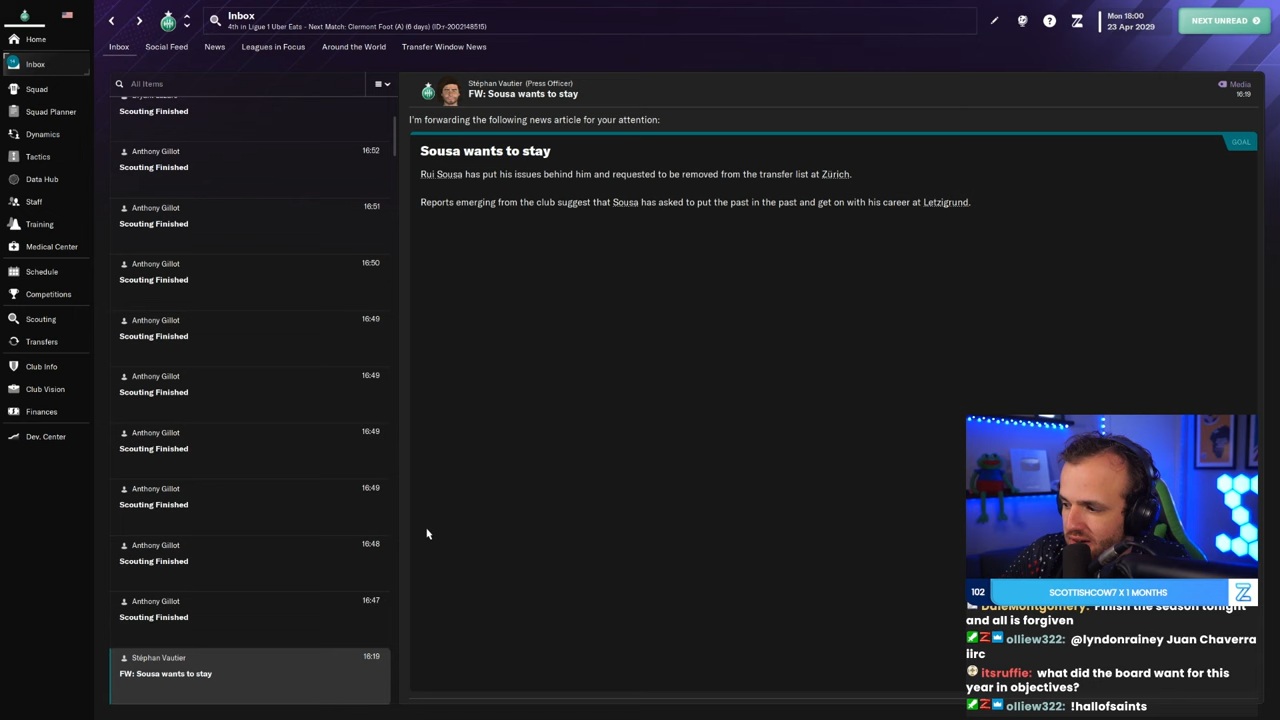 Inbox
4th in Ligue 1 Uber Eats - Next Match: Clermont Foot (A) (6 days) (ID:r-2002148515)
Mon 18:00
23 Apr 2029
NEXT UNREAD
Inbox
Social Feed
News
Leagues in Focus
Around the World
Transfer Window News
Home
Inbox
Squad
Squad Planner
Dynamics
Tactics
Data Hub
Staff
Training
Medical Center
Schedule
Competitions
Scouting
Transfers
Club Info
Club Vision
Finances
Dev. Center
All Items
Scouting Finished
Anthony Gillot 16:52
Scouting Finished
Anthony Gillot 16:51
Scouting Finished
Anthony Gillot 16:50
Scouting Finished
Anthony Gillot 16:49
Scouting Finished
Anthony Gillot 16:49
Scouting Finished
Anthony Gillot 16:49
Scouting Finished
Anthony Gillot 16:49
Scouting Finished
Anthony Gillot 16:48
Scouting Finished
Anthony Gillot 16:47
Scouting Finished
Stéphan Vautier 16:19
FW: Sousa wants to stay
Stéphan Vautier (Press Officer)
FW: Sousa wants to stay
Media
16:19
I'm forwarding the following news article for your attention:
GOAL
Sousa wants to stay
Rui Sousa has put his issues behind him and requested to be removed from the transfer list at Zürich.
Reports emerging from the club suggest that Sousa has asked to put the past in the past and get on with his career at Letzigrund.
102 SCOTTISHCOW7 X 1 MONTHS
DaleMontgomery: Finish the season tonight
and all is forgiven
olliew322: @lyndonrainey Juan Chaverra
iirc
itsruffie: what did the board want for this
year in objectives?
olliew322: !hallofsaints